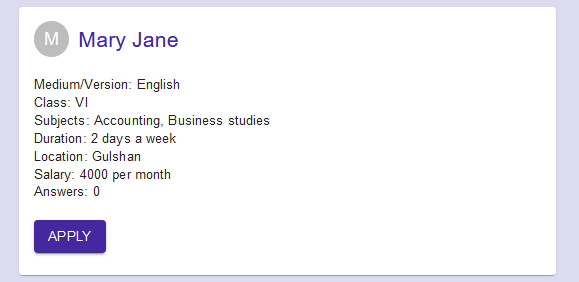 M Mary Jane
Medium/Version: English
Class: VI
Subjects: Accounting, Business studies
Duration: 2 days a week
Location: Gulshan
Salary: 4000 per month
Answers: 0
APPLY